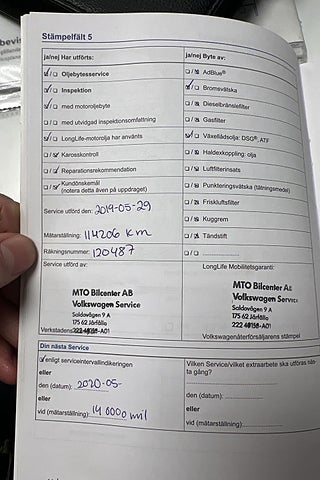 Stämpelfält 5
ja/nej Har utförts:
Oljebytesservice
Inspektion
med motoroljebyte
med utvidgad inspektionsomfattning
LongLife-motorolja har använts
Karosskontroll
Reparationsrekommendation
Kundönskemål
(notera detta även på uppdraget)
Service utförd den: 2019-05-29
Mätarställning: 114206 km
Räkningsnummer: 120487
Service utförd av:
MTO Bilcenter AB
Volkswagen Service
Saldovägen 9 A
175 62 Järfälla
Verkstadens
ja/nej Byte av:
AdBlue®
Bromsvätska
Dieselbränslefilter
Gasfilter
Växellådsolja: DSG®, ATF
Haldexkoppling: olja
Luftfilterinsats
Punkteringsvätska (tätningsmedel)
Friskluftsfilter
Kuggrem
Tändstift
LongLife Mobilitetsgaranti:
MTO Bilcenter
Volkswagen Servic
Saldovägen 9 A
175 62 Järfälla
Volkswagenåterförsäljarens stämpel
Din nästa Service
enligt serviceintervallindikeringen
eller
den (datum): 2020-05-
eller
vid (mätarställning): 14 0000 mil
Vilken Service/vilket extraarbete ska utföras näs-
ta gång?
den (datum):
eller
vid (mätarställning):